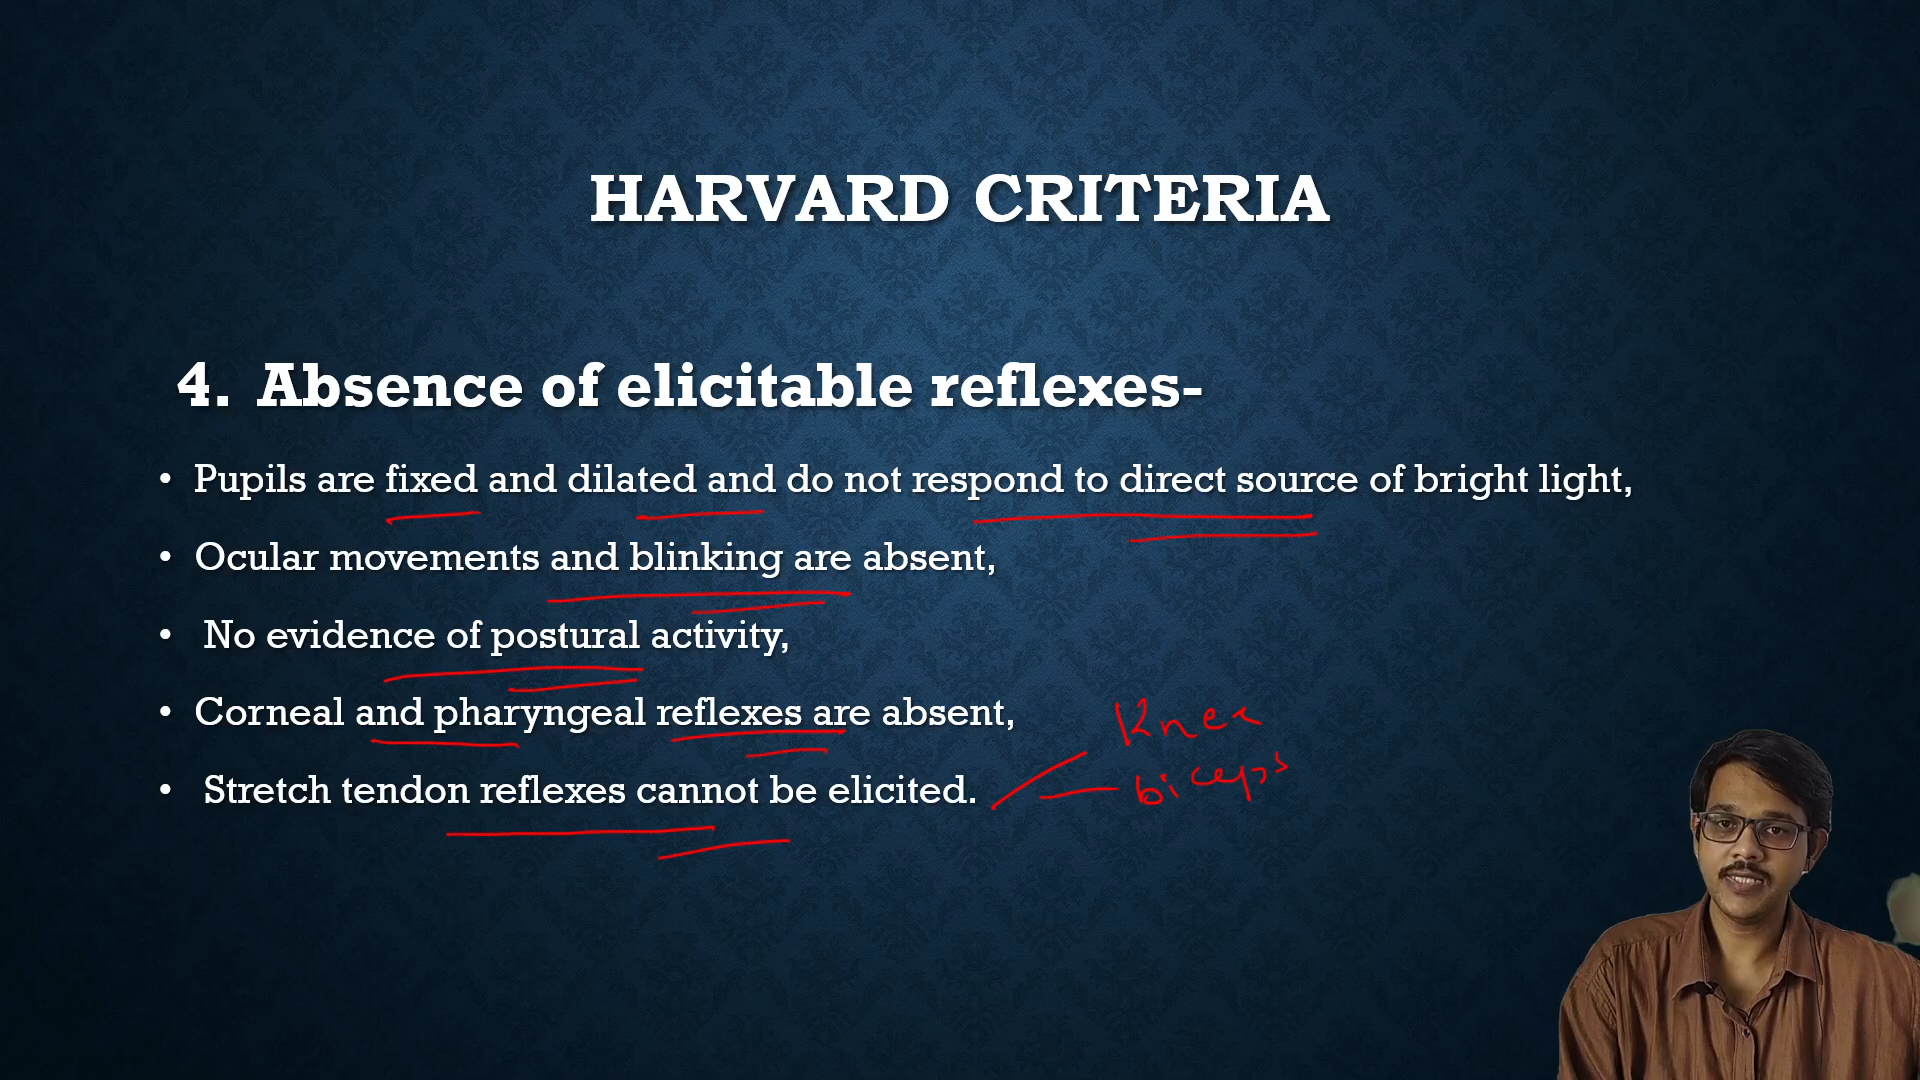 HARVARD CRITERIA
4. Absence of elicitable reflexes-
• Pupils are fixed and dilated and do not respond to direct source of bright light,
• Ocular movements and blinking are absent,
• No evidence of postural activity,
• Corneal and pharyngeal reflexes are absent,
• Stretch tendon reflexes cannot be elicited.
Knee
biceps